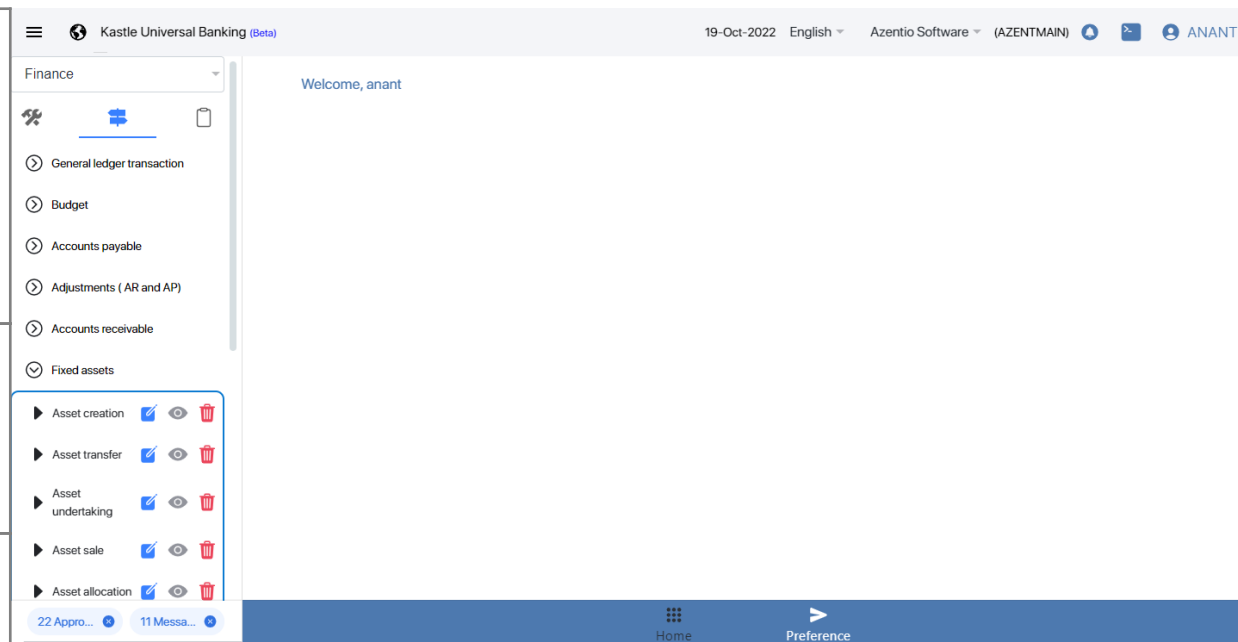 Kastle Universal Banking (Beta)
19-Oct-2022 English Azentio Software (AZENTMAIN) ANANT
Finance
Welcome, anant
General ledger transaction
Budget
Accounts payable
Adjustments ( AR and AP)
Accounts receivable
Fixed assets
Asset creation
Asset transfer
Asset
undertaking
Asset sale
Asset allocation
22 Appro... 11 Messa...
Home Preference